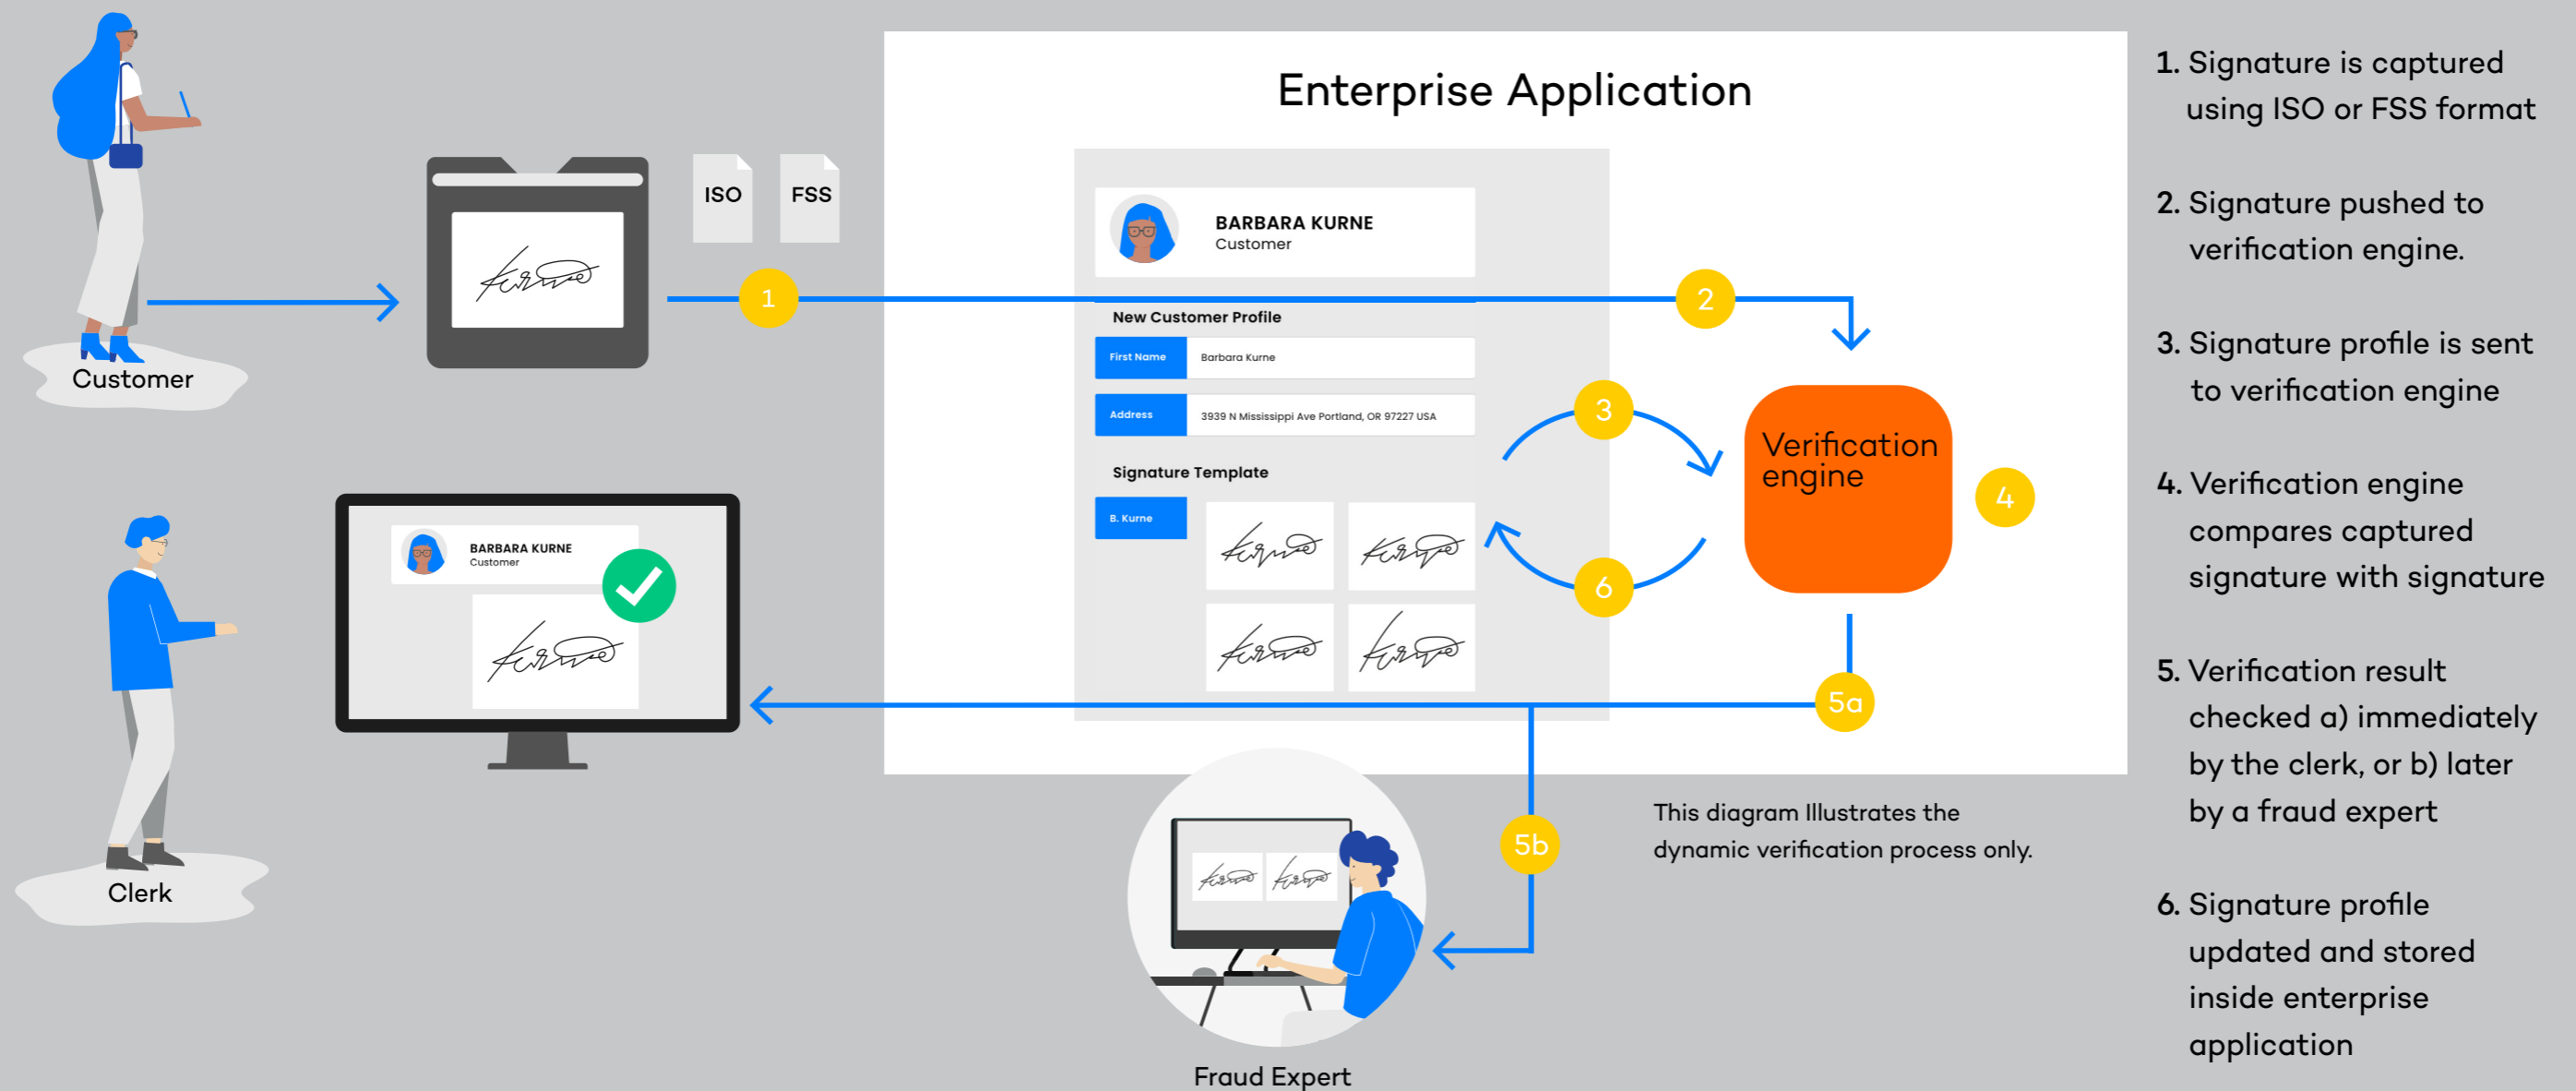 Customer
ISO
FSS
1
Enterprise Application
BARBARA KURNE
Customer
2
New Customer Profile
First Name
Barbara Kurne
Address
3939 N Mississippi Ave Portland, OR 97227 USA
Signature Template
B. Kurne
3
6
Verification
engine
4
Clerk
BARBARA KURNE
Customer
5a
5b
Fraud Expert
This diagram Illustrates the
dynamic verification process only.
1. Signature is captured
using ISO or FSS format
2. Signature pushed to
verification engine.
3. Signature profile is sent
to verification engine
4. Verification engine
compares captured
signature with signature
5. Verification result
checked a) immediately
by the clerk, or b) later
by a fraud expert
6. Signature profile
updated and stored
inside enterprise
application